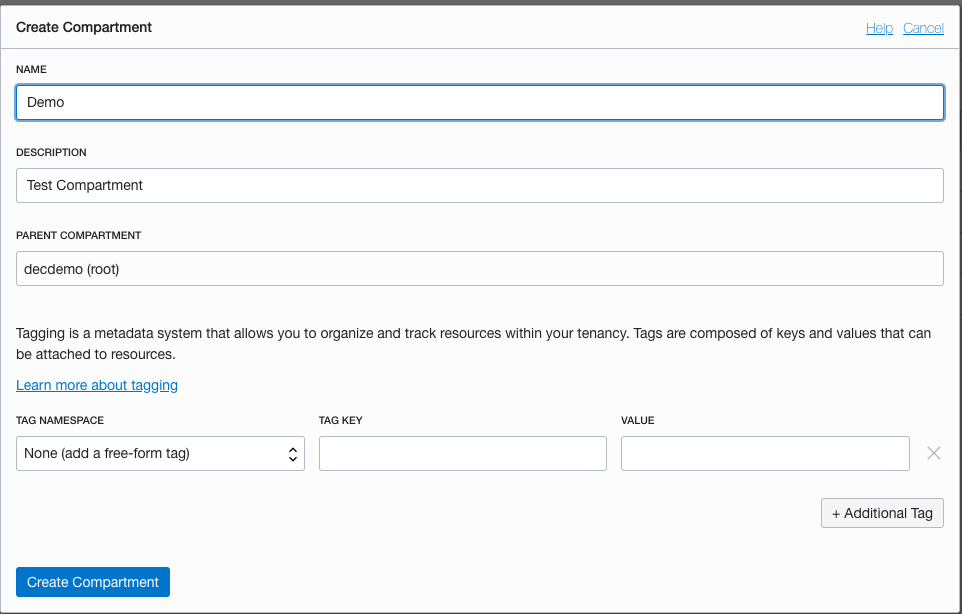 Create Compartment Help Cancel
NAME
Demo
DESCRIPTION
Test Compartment
PARENT COMPARTMENT
decdemo (root)
Tagging is a metadata system that allows you to organize and track resources within your tenancy. Tags are composed of keys and values that can
be attached to resources.
Learn more about tagging
TAG NAMESPACE TAG KEY VALUE
None (add a free-form tag)
+ Additional Tag
Create Compartment